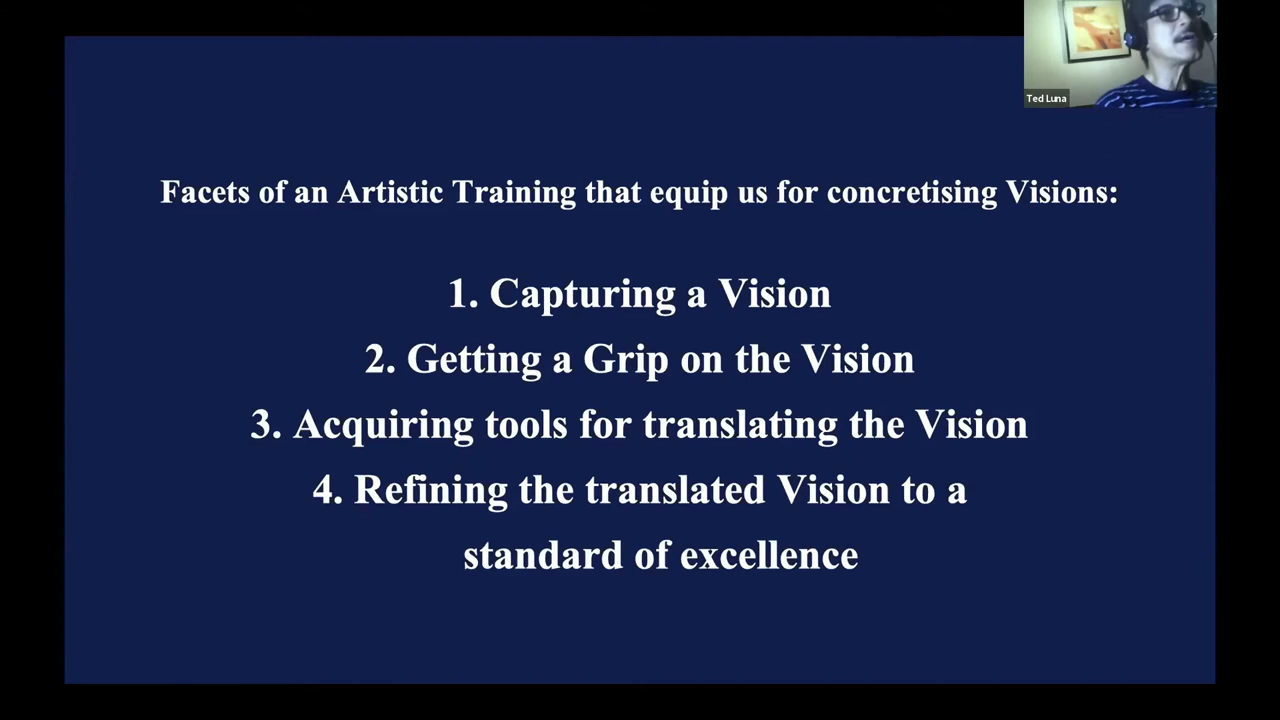 Ted Luna
Facets of an Artistic Training that equip us for concretising Visions:
1. Capturing a Vision
2. Getting a Grip on the Vision
3. Acquiring tools for translating the Vision
4. Refining the translated Vision to a
standard of excellence